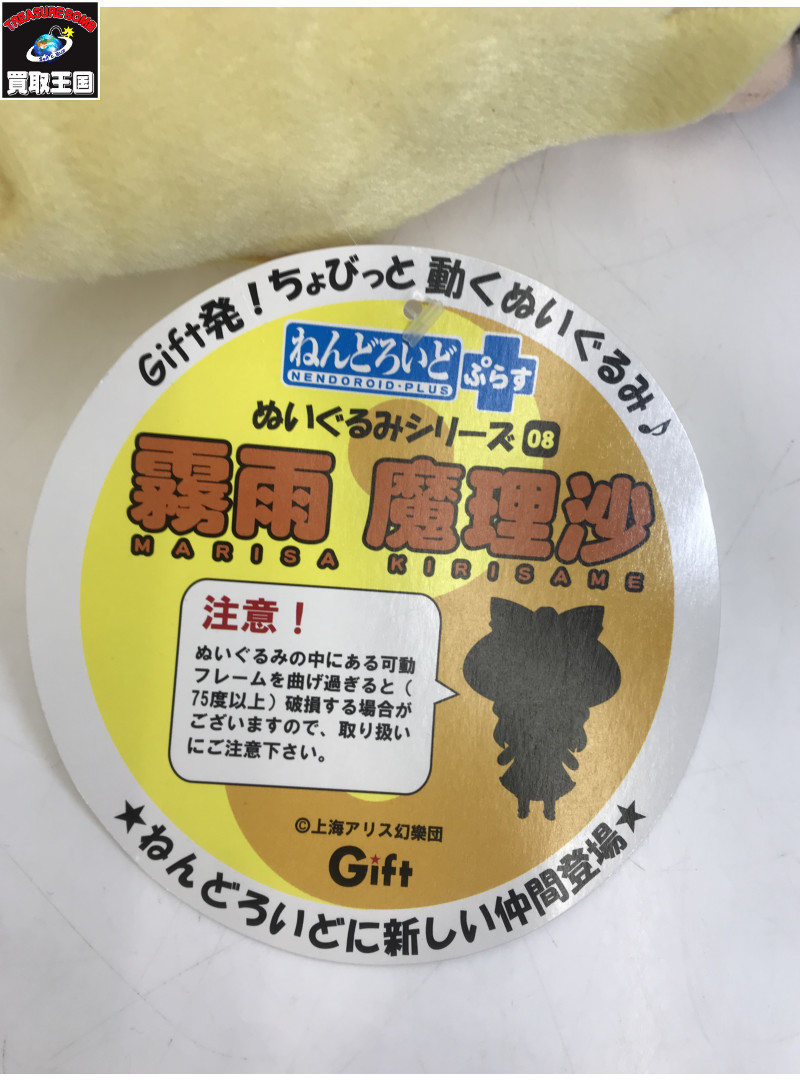 TREASURE BOMB
買取王国
Gift発！ちょびっと 動くぬいぐるみ♪
ねんどろいど
ぷらす
NENDOROID・PLUS
ぬいぐるみシリーズ 08
霧雨 魔理沙
MARISA KIRISAME
注意！
ぬいぐるみの中にある可動
フレームを曲げ過ぎると（
75度以上）破損する場合が
ございますので、取り扱い
にご注意下さい。
©上海アリス幻樂団
Gift
★ねんどろいどに新しい仲間登場★